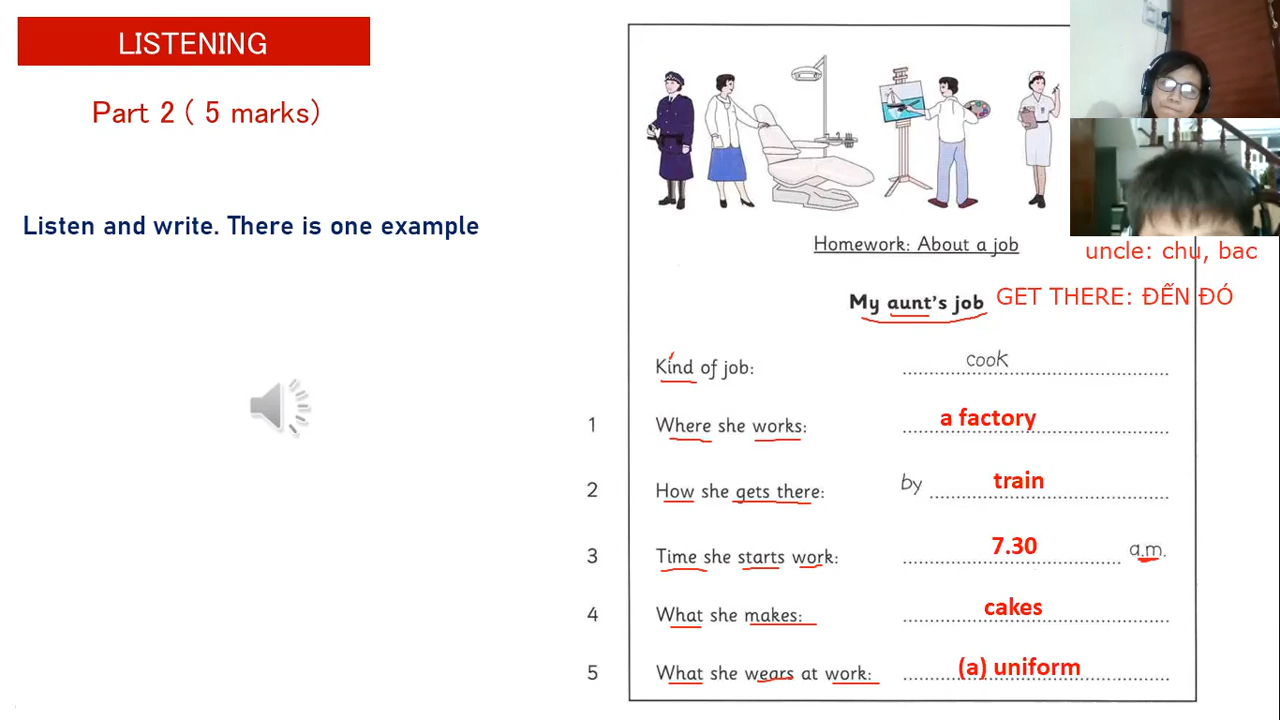 LISTENING
Part 2 ( 5 marks)
Listen and write. There is one example
Homework: About a job
uncle: chu, bac
My aunt's job
GET THERE: ĐẾN ĐÓ
Kind of job: cook
1 Where she works: a factory
2 How she gets there: by train
3 Time she starts work: 7.30 a.m.
4 What she makes: cakes
5 What she wears at work: (a) uniform